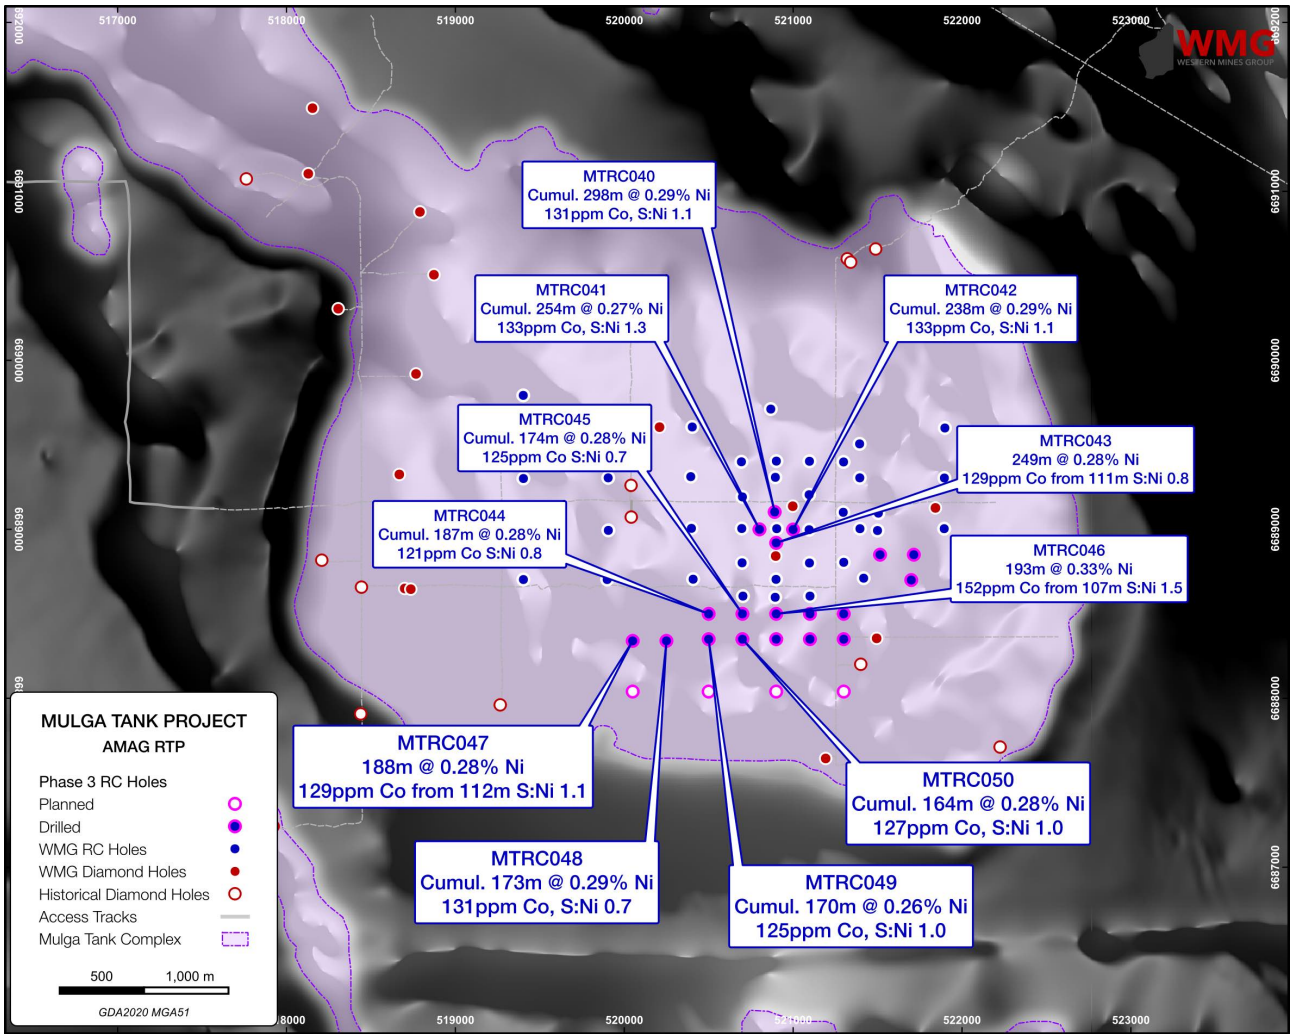 517000
518000
519000
520000
521000
522000
523000
6692000
6692000
WMG
WESTERN MINES GROUP
6691000
6691000
MTRC040
Cumul. 298m @ 0.29% Ni
131ppm Co, S:Ni 1.1
MTRC041
Cumul. 254m @ 0.27% Ni
133ppm Co, S:Ni 1.3
MTRC042
Cumul. 238m @ 0.29% Ni
133ppm Co, S:Ni 1.1
6690000
6690000
MTRC045
Cumul. 174m @ 0.28% Ni
125ppm Co S:Ni 0.7
MTRC043
249m @ 0.28% Ni
129ppm Co from 111m S:Ni 0.8
MTRC044
Cumul. 187m @ 0.28% Ni
121ppm Co S:Ni 0.8
6689000
6689000
MTRC046
193m @ 0.33% Ni
152ppm Co from 107m S:Ni 1.5
6688000
MTRC047
188m @ 0.28% Ni
129ppm Co from 112m S:Ni 1.1
MTRC050
Cumul. 164m @ 0.28% Ni
127ppm Co, S:Ni 1.0
MTRC048
Cumul. 173m @ 0.29% Ni
131ppm Co, S:Ni 0.7
MTRC049
Cumul. 170m @ 0.26% Ni
125ppm Co, S:Ni 1.0
6687000
MULGA TANK PROJECT
AMAG RTP
Phase 3 RC Holes
Planned
Drilled
WMG RC Holes
WMG Diamond Holes
Historical Diamond Holes
Access Tracks
Mulga Tank Complex
500
1,000 m
GDA2020 MGA51
8000
519000
520000
521000
522000
523000